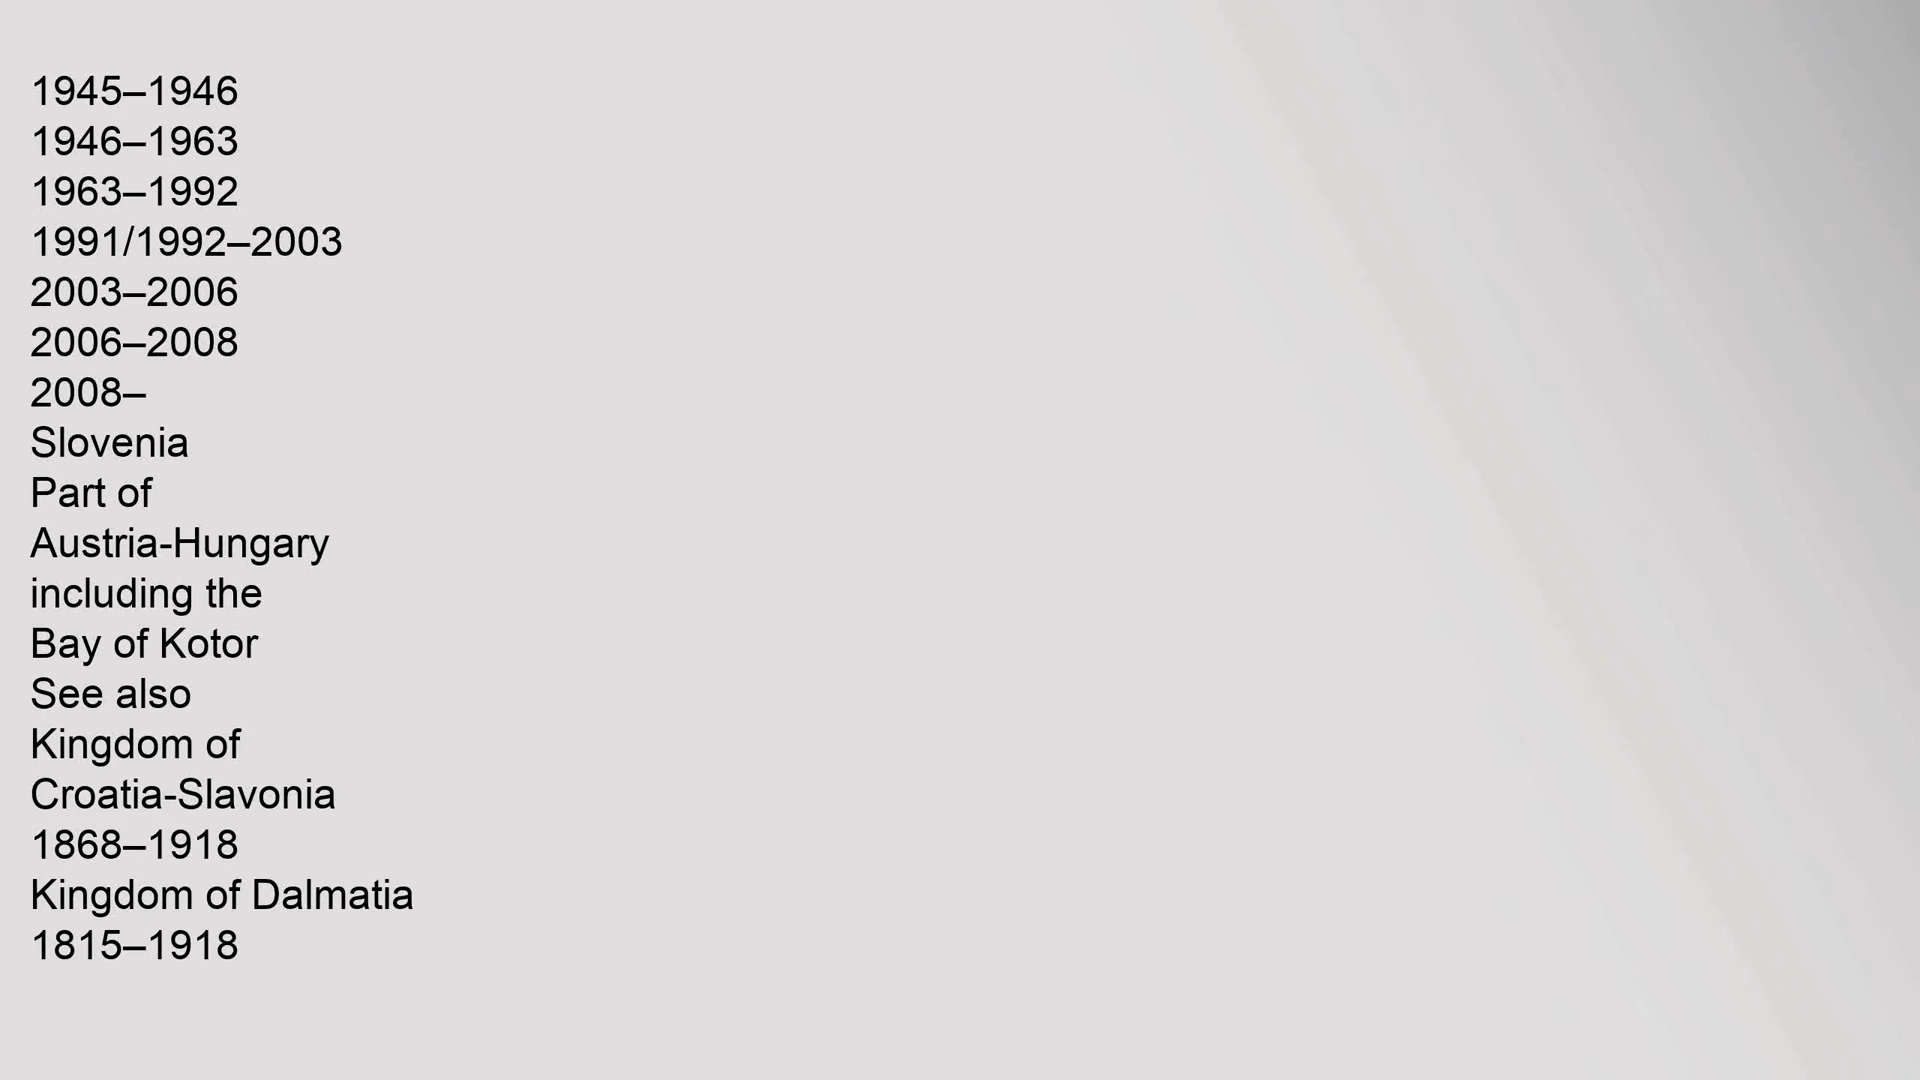 1945–1946
1946–1963
1963–1992
1991/1992–2003
2003–2006
2006–2008
2008–
Slovenia
Part of
Austria-Hungary
including the
Bay of Kotor
See also
Kingdom of
Croatia-Slavonia
1868–1918
Kingdom of Dalmatia
1815–1918